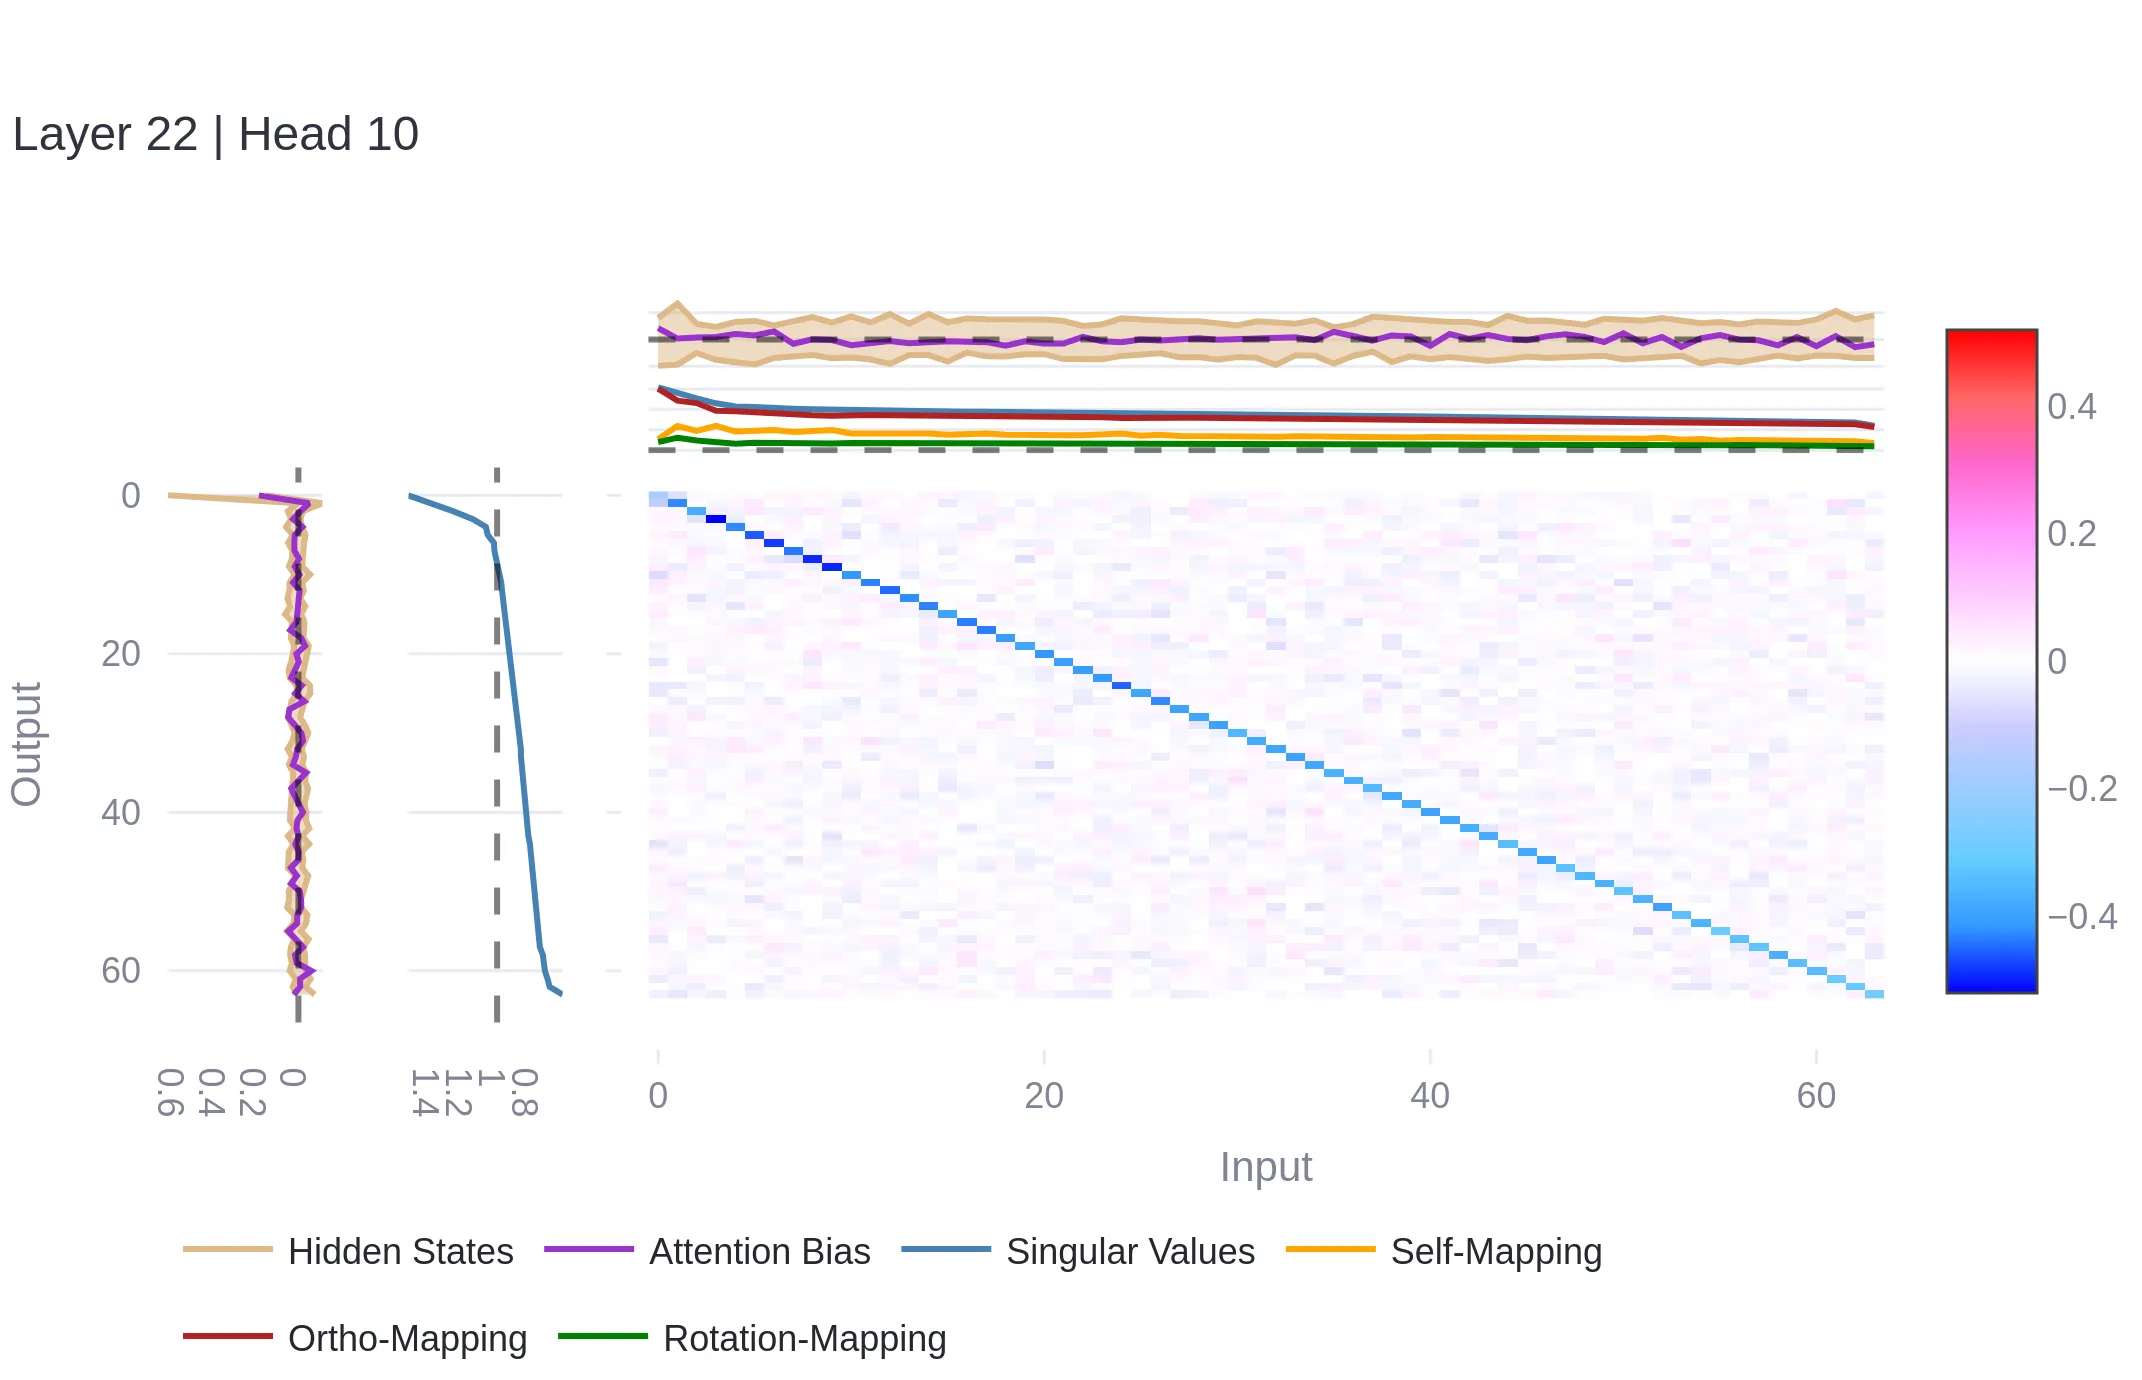 Layer 22 | Head 10
0
20
40
60
Output
0.6
0.4
0.2
0
1.4
1.2
1
0.8
0
20
40
60
Input
0.4
0.2
0
−0.2
−0.4
Hidden States
Attention Bias
Singular Values
Self-Mapping
Ortho-Mapping
Rotation-Mapping